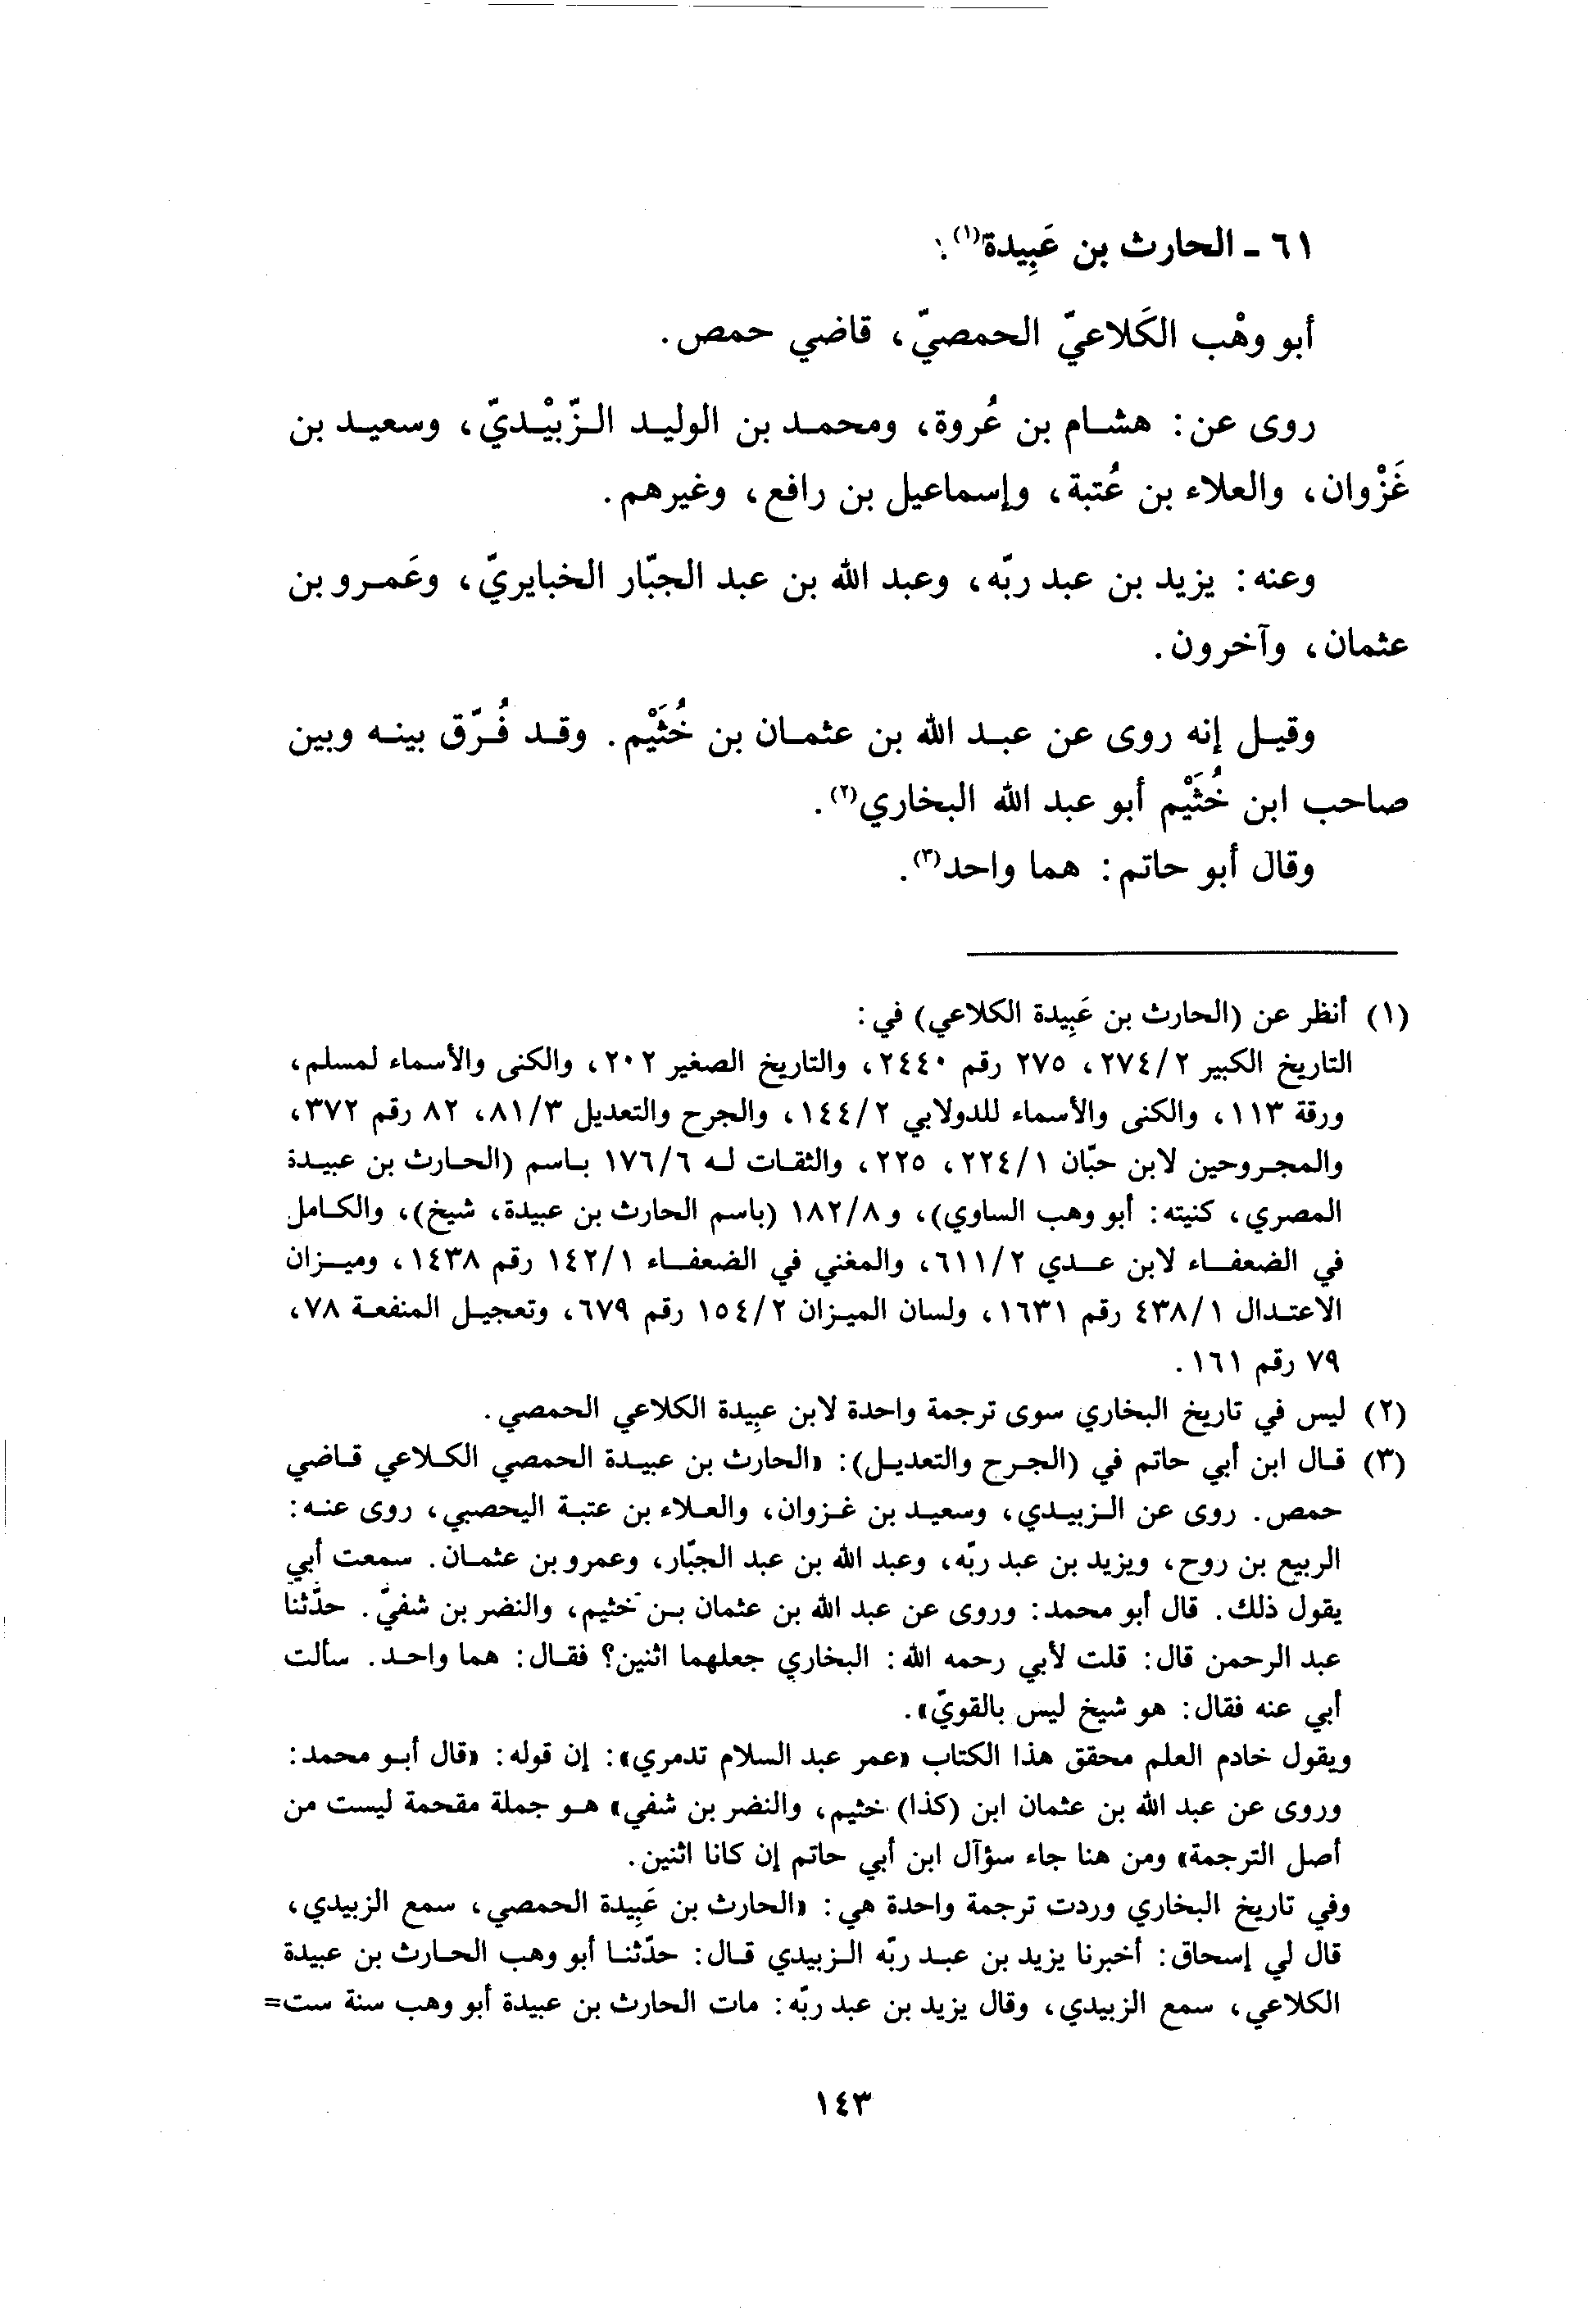 ٦١ - الحارث بن عَبِيدة(١).
أبو وهْب الكَلاعيّ الحمصيّ، قاضي حمص.
روى عن: هشام بن عُروة، ومحمد بن الوليد الزّبيْديّ، وسعيد بن
غَزْوان، والعلاء بن عُتبة، وإسماعيل بن رافع، وغيرهم.
وعنه: يزيد بن عبد ربّه، وعبد الله بن عبد الجبّار الخبايريّ، وعَمرو بن
عثمان، وآخرون.
وقيل إنه روى عن عبد الله بن عثمان بن خُثَيْم. وقد فُرّق بينه وبين
صاحب ابن خُثَيْم أبو عبد الله البخاري(٢).
وقال أبو حاتم: هما واحد(٣).
(١) أنظر عن (الحارث بن عَبِيدة الكلاعي) في:
التاريخ الكبير ٢/٢٧٤، ٢٧٥ رقم ٢٤٤٠، والتاريخ الصغير ٢٠٢، والكنى والأسماء لمسلم،
ورقة ١١٣، والكنى والأسماء للدولابي ٢/١٤٤، والجرح والتعديل ٣/٨١، ٨٢ رقم ٣٧٢،
والمجروحين لابن حبّان ١/٢٢٤، ٢٢٥، والثقات له ٦/١٧٦ باسم (الحارث بن عبيدة
المصري، كنيته: أبو وهب الساوي)، و٨/١٨٢ (باسم الحارث بن عبيدة، شيخ)، والكامل
في الضعفاء لابن عدي ٢/٦١١، والمغني في الضعفاء ١/١٤٢ رقم ١٤٣٨، وميزان
الاعتدال ١/٤٣٨ رقم ١٦٣١، ولسان الميزان ٢/١٥٤ رقم ٦٧٩، وتعجيل المنفعة ٧٨،
٧٩ رقم ١٦١.
(٢) ليس في تاريخ البخاري سوى ترجمة واحدة لابن عبِيدة الكلاعي الحمصي.
(٣) قال ابن أبي حاتم في (الجرح والتعديل): «الحارث بن عبيدة الحمصي الكلاعي قاضي
حمص. روى عن الزبيدي، وسعيد بن غزوان، والعلاء بن عتبة اليحصبي، روى عنه:
الربيع بن روح، ويزيد بن عبد ربّه، وعبد الله بن عبد الجبّار، وعمرو بن عثمان. سمعت أبي
يقول ذلك. قال أبو محمد: وروى عن عبد الله بن عثمان بن خثيم، والنضر بن شفيّ. حدّثنا
عبد الرحمن قال: قلت لأبي رحمه الله: البخاري جعلهما اثنين؟ فقال: هما واحد. سألت
أبي عنه فقال: هو شيخ ليس بالقويّ».
ويقول خادم العلم محقق هذا الكتاب «عمر عبد السلام تدمري»: إن قوله: «قال أبو محمد:
وروى عن عبد الله بن عثمان ابن (كذا) خثيم، والنضر بن شفي» هو جملة مقحمة ليست من
أصل الترجمة» ومن هنا جاء سؤآل ابن أبي حاتم إن كانا اثنين.
وفي تاريخ البخاري وردت ترجمة واحدة هي: «الحارث بن عَبِيدة الحمصي، سمع الزبيدي،
قال لي إسحاق: أخبرنا يزيد بن عبد ربّه الزبيدي قال: حدّثنا أبو وهب الحارث بن عبيدة
الكلاعي، سمع الزبيدي، وقال يزيد بن عبد ربّه: مات الحارث بن عبيدة أبو وهب سنة ست=
١٤٣